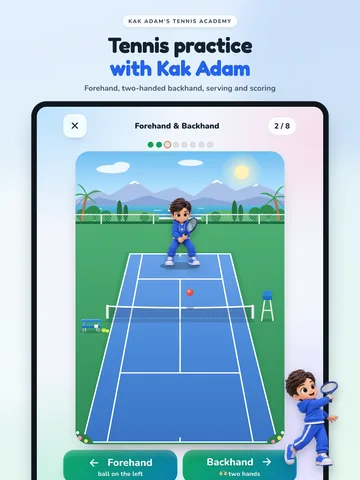 KAK ADAM'S TENNIS ACADEMY
Tennis practice
with Kak Adam
Forehand, two-handed backhand, serving and scoring
✕
Forehand & Backhand
2 / 8
← Forehand
ball on the left
Backhand →
two hands